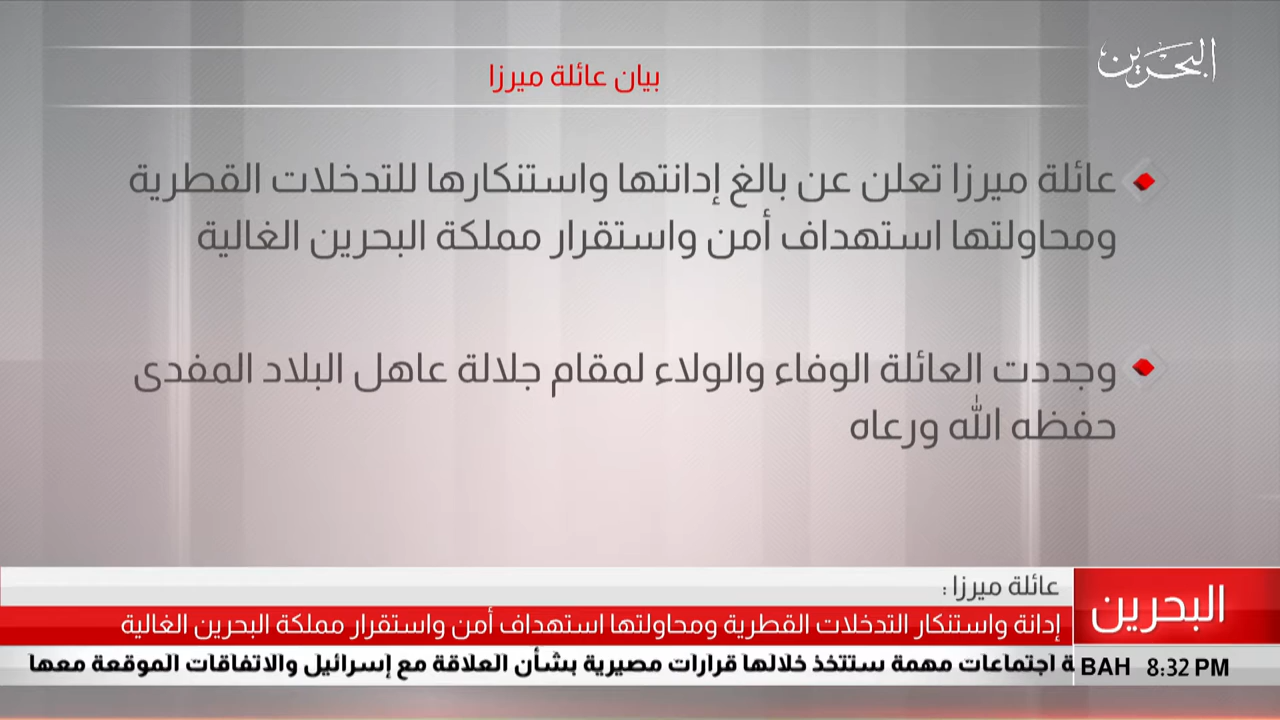 البحرين
بيان عائلة ميرزا
عائلة ميرزا تعلن عن بالغ إدانتها واستنكارها للتدخلات القطرية
ومحاولتها استهداف أمن واستقرار مملكة البحرين الغالية
وجددت العائلة الوفاء والولاء لمقام جلالة عاهل البلاد المفدى
حفظه الله ورعاه
عائلة ميرزا :
البحرين
إدانة واستنكار التدخلات القطرية ومحاولتها استهداف أمن واستقرار مملكة البحرين الغالية
ة اجتماعات مهمة ستتخذ خلالها قرارات مصيرية بشأن العلاقة مع إسرائيل والاتفاقات الموقعة معها
BAH 8:32 PM